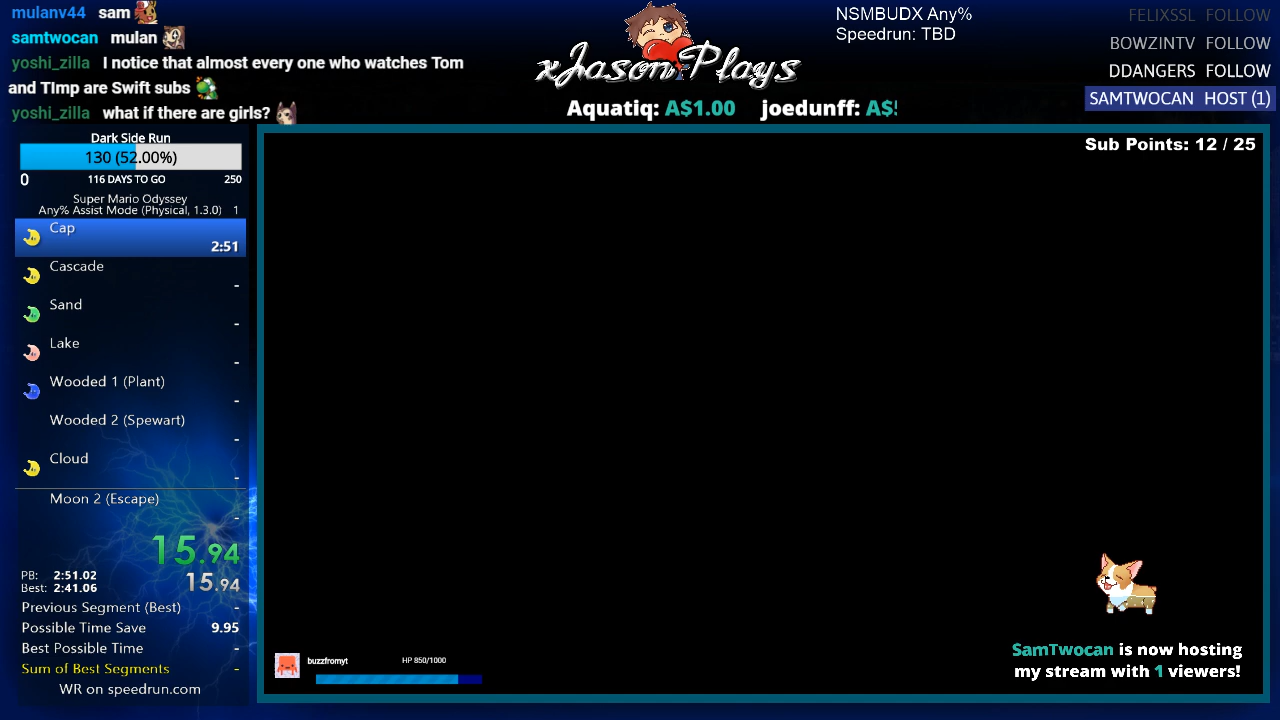 mulanv44 sam
samtwocan mulan
yoshi_zilla I notice that almost every one who watches Tom
and TImp are Swift subs
yoshi_zilla what if there are girls?
xJasonPlays
Aquatiq: A$1.00 joedunff: A$
NSMBUDX Any%
Speedrun: TBD
FELIXSSL FOLLOW
BOWZINTV FOLLOW
DDANGERS FOLLOW
SAMTWOCAN HOST (1)
Dark Side Run
130 (52.00%)
0 116 DAYS TO GO 250
Super Mario Odyssey
Any% Assist Mode (Physical, 1.3.0) 1
Cap
2:51
Cascade
-
Sand
-
Lake
-
Wooded 1 (Plant)
-
Wooded 2 (Spewart)
-
Cloud
-
Moon 2 (Escape)
-
15.94
PB: 2:51.02
Best: 2:41.06
15.94
Previous Segment (Best) -
Possible Time Save 9.95
Best Possible Time -
Sum of Best Segments -
WR on speedrun.com
Sub Points: 12 / 25
buzzfromyt HP 850/1000
SamTwocan is now hosting
my stream with 1 viewers!